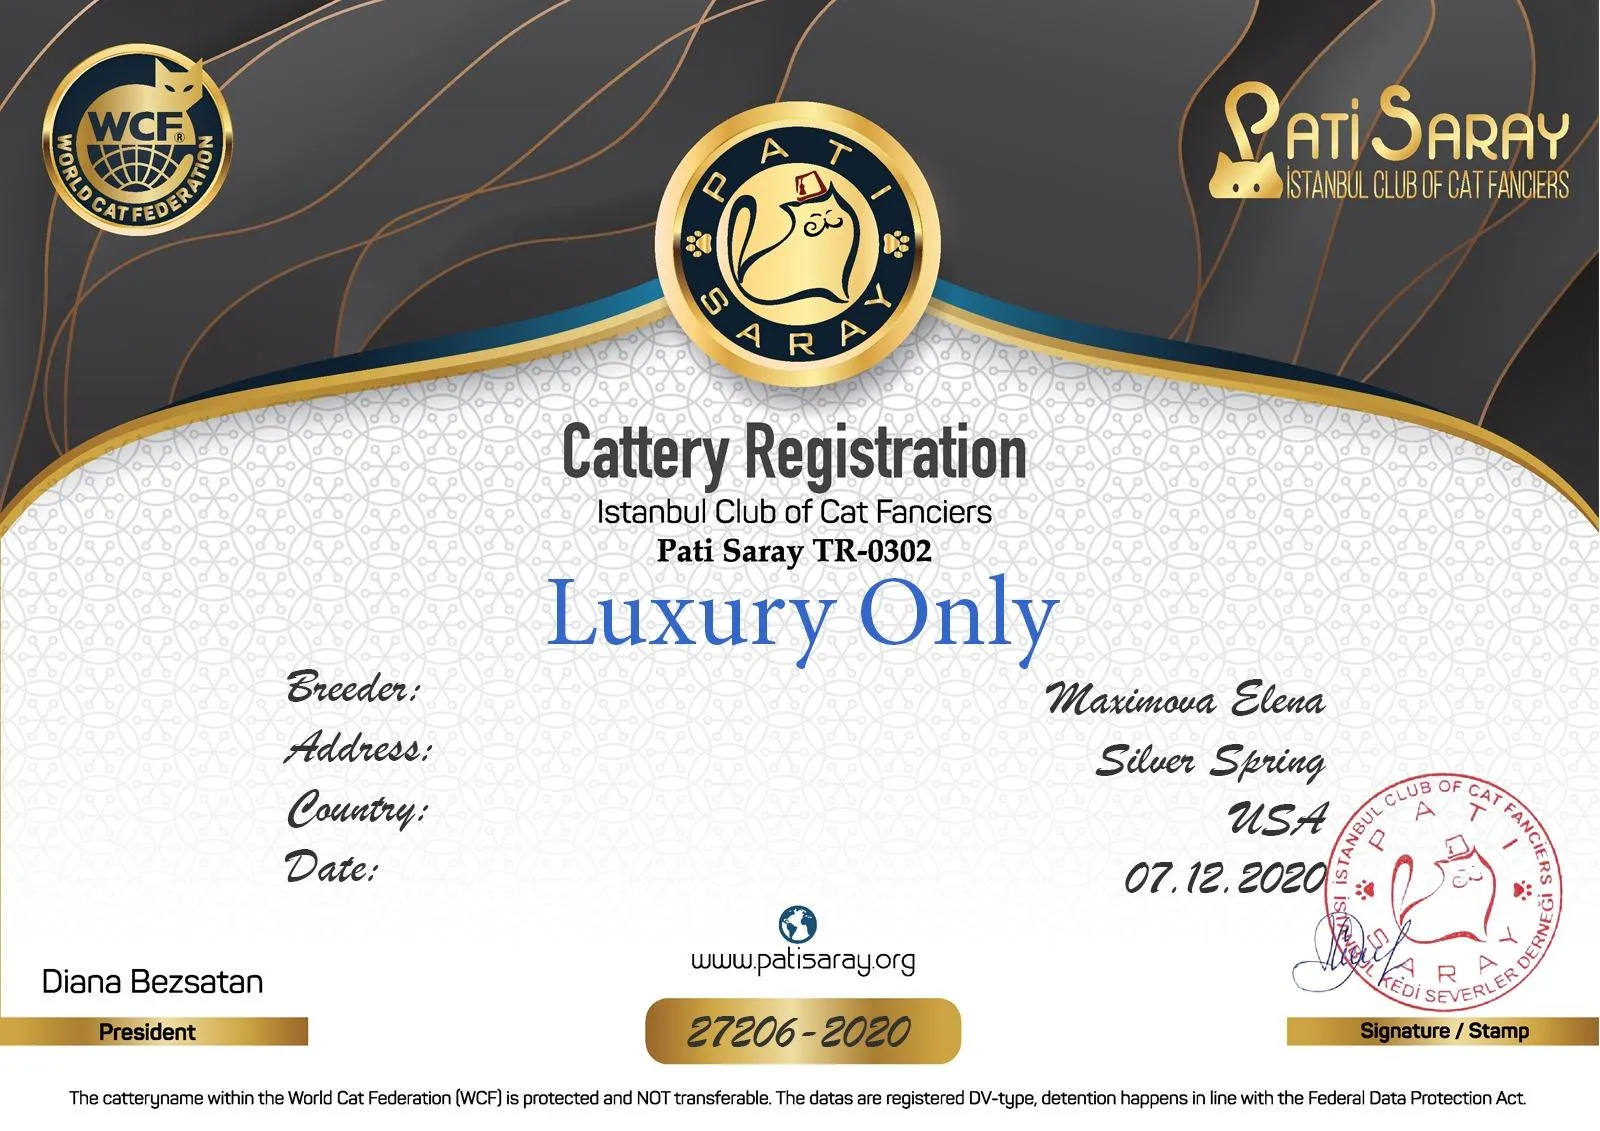 WCF®
WORLD CAT FEDERATION
PATI SARAY
PATİ SARAY
İSTANBUL CLUB OF CAT FANCIERS
Cattery Registration
Istanbul Club of Cat Fanciers
Pati Saray TR-0302
Luxury Only
Breeder: Maximova Elena
Address: Silver Spring
Country: USA
Date: 07.12.2020
İSTANBUL CLUB OF CAT FANCIERS
PATI SARAY
KEDİ SEVERLER DERNEĞİ
www.patisaray.org
Diana Bezsatan
President
27206-2020
Signature / Stamp
The catteryname within the World Cat Federation (WCF) is protected and NOT transferable. The datas are registered DV-type, detention happens in line with the Federal Data Protection Act.